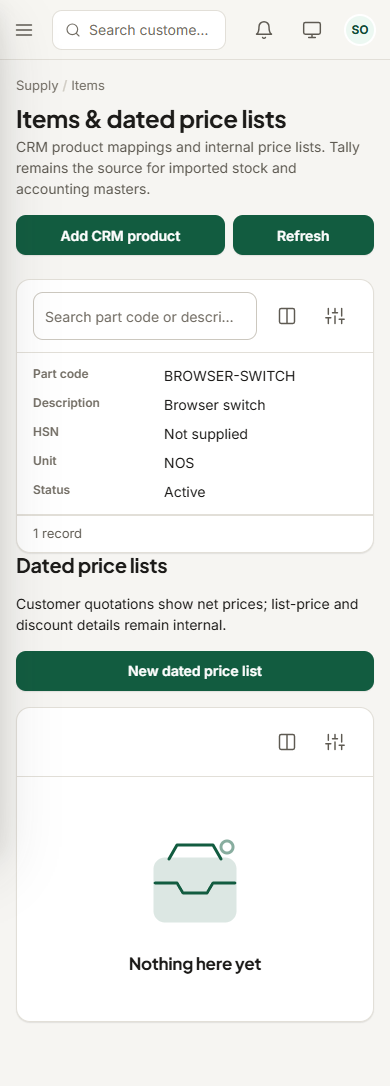 Search custome...
SO
Supply / Items
Items & dated price lists
CRM product mappings and internal price lists. Tally
remains the source for imported stock and
accounting masters.
Add CRM product
Refresh
Search part code or descri...
Part code BROWSER-SWITCH
Description Browser switch
HSN Not supplied
Unit NOS
Status Active
1 record
Dated price lists
Customer quotations show net prices; list-price and
discount details remain internal.
New dated price list
Nothing here yet